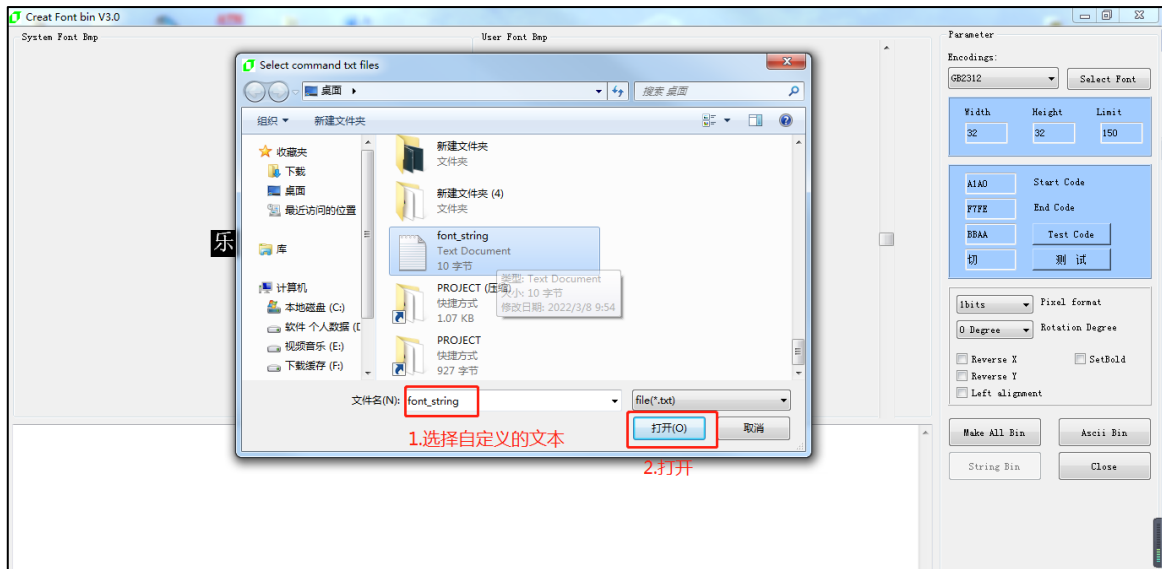 Creat Font bin V3.0
System Font Bmp
User Font Bmp
Select command txt files
桌面
搜索 桌面
组织
新建文件夹
收藏夹
下载
桌面
最近访问的位置
库
计算机
本地磁盘 (C:)
软件 个人数据 (D
视频音乐 (E:)
下载缓存 (F:)
新建文件夹
文件夹
新建文件夹 (4)
文件夹
font_string
Text Document
10 字节
PROJECT (压缩)
快捷方式
1.07 KB
PROJECT
快捷方式
927 字节
类型: Text Document
大小: 10 字节
修改日期: 2022/3/8 9:54
文件名(N):
font_string
file(*.txt)
打开(O)
取消
1.选择自定义的文本
2.打开
乐
Parameter
Encodings:
GB2312
Select Font
Width Height Limit
32 32 150
A1A0 Start Code
F7FE End Code
BBAA Test Code
切 测 试
1bits Pixel format
0 Degree Rotation Degree
Reverse X SetBold
Reverse Y
Left alignment
Make All Bin Ascii Bin
String Bin Close